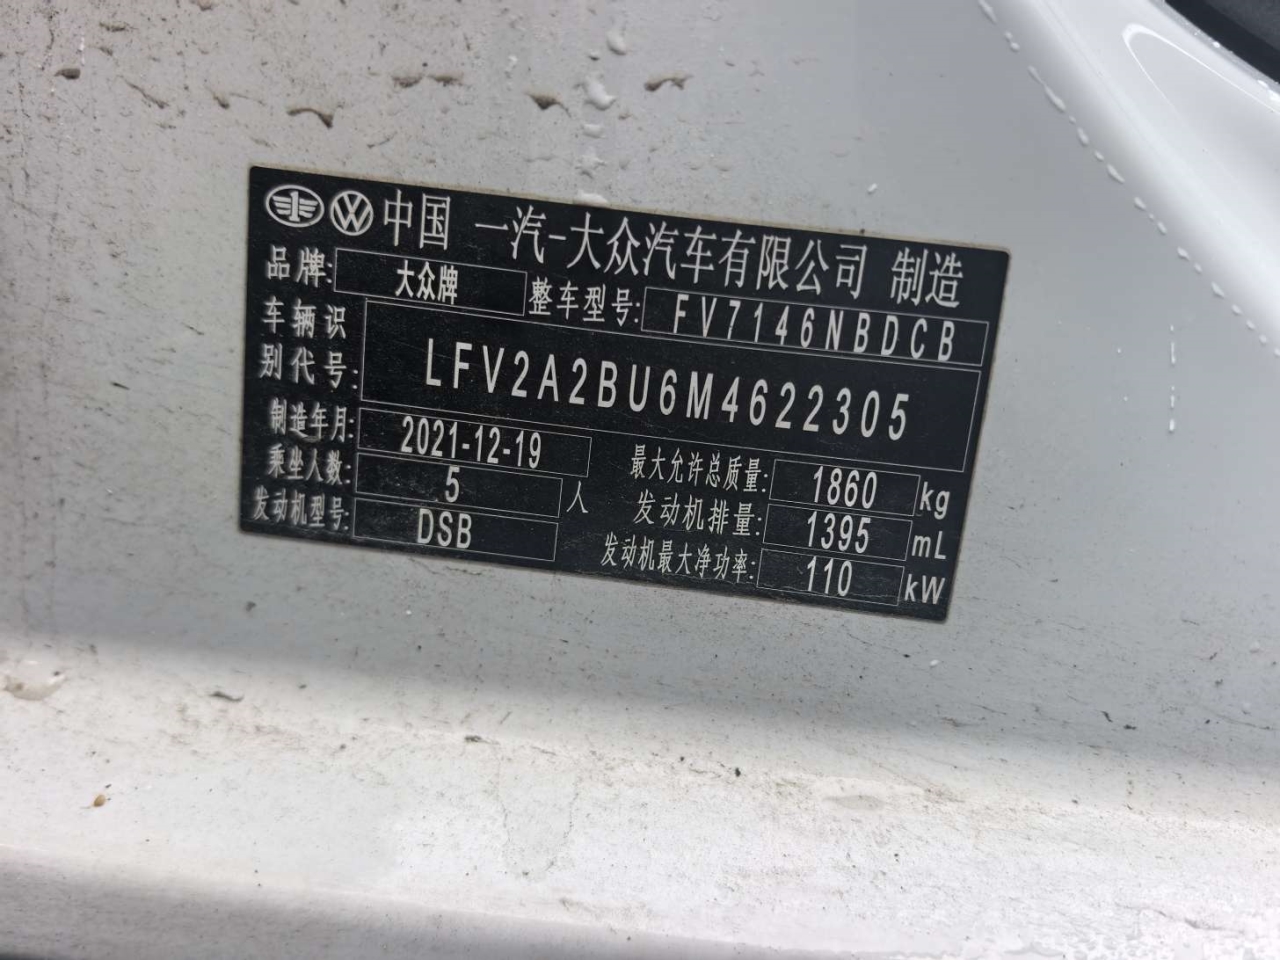 中国 一汽-大众汽车有限公司 制造
品牌: 大众牌 整车型号: FV7146NBDCB
车辆识别代号: LFV2A2BU6M4622305
制造年月: 2021-12-19 最大允许总质量: 1860 kg
乘坐人数: 5 人 发动机排量: 1395 mL
发动机型号: DSB 发动机最大净功率: 110 kW